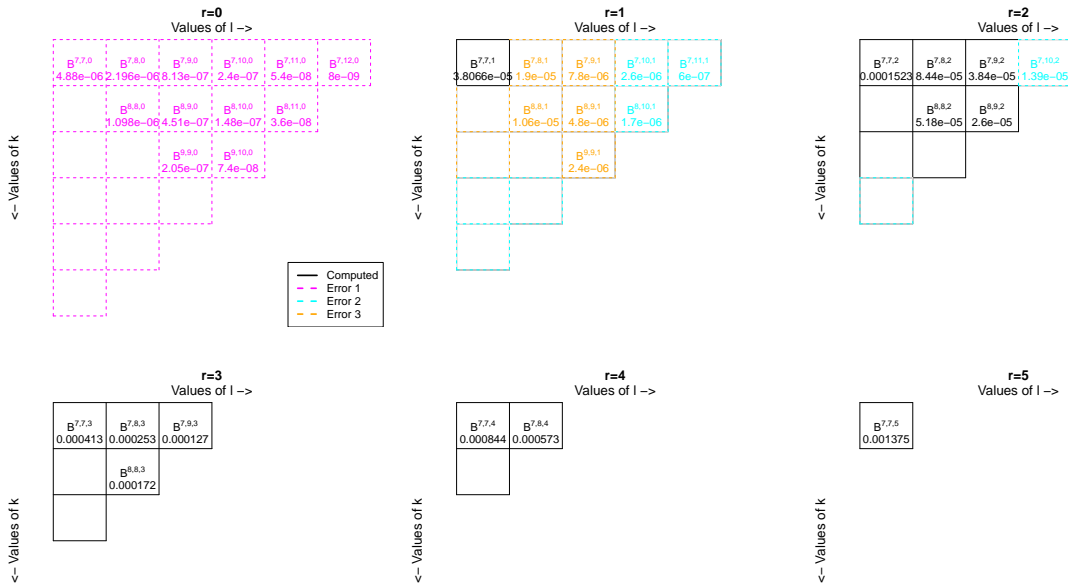 r=0
Values of l −>
<− Values of k
B7,7,0 B7,8,0 B7,9,0 B7,10,0 B7,11,0 B7,12,0
4.88e−06 2.196e−06 8.13e−07 2.4e−07 5.4e−08 8e−09
B8,8,0 B8,9,0 B8,10,0 B8,11,0
1.098e−06 4.51e−07 1.48e−07 3.6e−08
B9,9,0 B9,10,0
2.05e−07 7.4e−08
Computed
Error 1
Error 2
Error 3
r=1
Values of l −>
<− Values of k
B7,7,1 B7,8,1 B7,9,1 B7,10,1 B7,11,1
3.8066e−05 1.9e−05 7.8e−06 2.6e−06 6e−07
B8,8,1 B8,9,1 B8,10,1
1.06e−05 4.8e−06 1.7e−06
B9,9,1
2.4e−06
r=2
Values of l −>
<− Values of k
B7,7,2 B7,8,2 B7,9,2 B7,10,2
0.0001523 8.44e−05 3.84e−05 1.39e−05
B8,8,2 B8,9,2
5.18e−05 2.6e−05
r=3
Values of l −>
<− Values of k
B7,7,3 B7,8,3 B7,9,3
0.000413 0.000253 0.000127
B8,8,3
0.000172
r=4
Values of l −>
<− Values of k
B7,7,4 B7,8,4
0.000844 0.000573
r=5
Values of l −>
<− Values of k
B7,7,5
0.001375